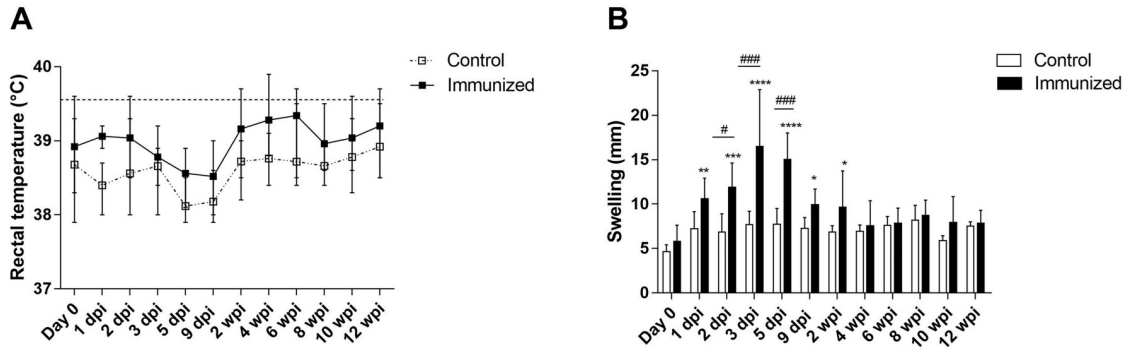 A
Rectal temperature (°C)
40
39
38
37
Day 0
1 dpi
2 dpi
3 dpi
5 dpi
9 dpi
2 wpi
4 wpi
6 wpi
8 wpi
10 wpi
12 wpi
Control
Immunized
B
Swelling (mm)
25
20
15
10
5
0
**
#
***
###
****
###
****
*
*
Day 0
1 dpi
2 dpi
3 dpi
5 dpi
9 dpi
2 wpi
4 wpi
6 wpi
8 wpi
10 wpi
12 wpi
Control
Immunized